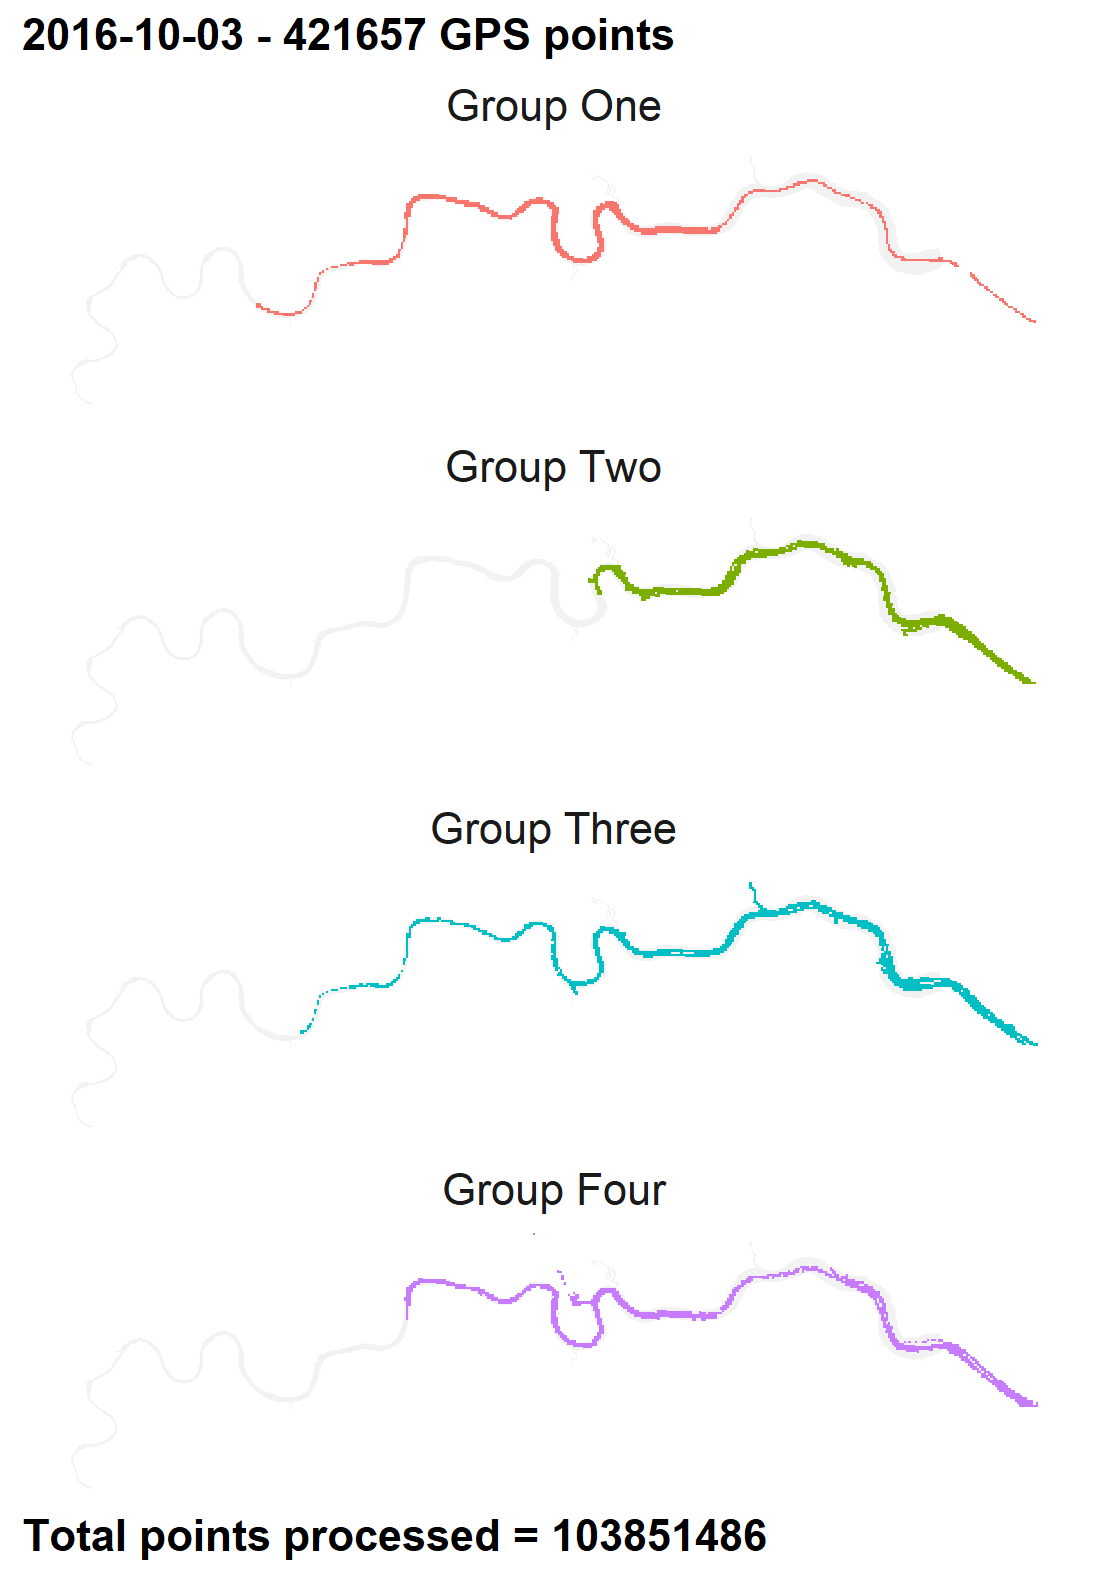 2016-10-03 - 421657 GPS points
Group One
Group Two
Group Three
Group Four
Total points processed = 103851486